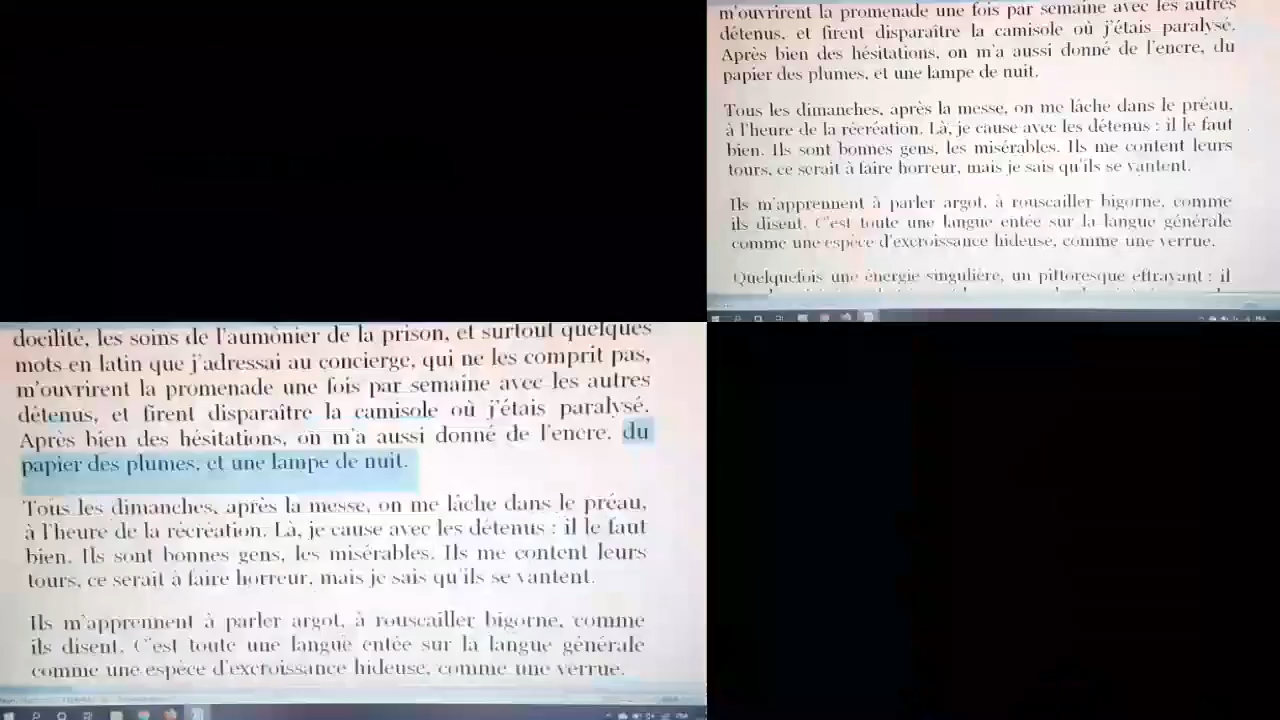 m'ouvrirent la promenade une fois par semaine avec les autres
détenus, et firent disparaître la camisole où j'étais paralysé.
Après bien des hésitations, on m'a aussi donné de l'encre, du
papier des plumes, et une lampe de nuit.
Tous les dimanches, après la messe, on me lâche dans le préau,
à l'heure de la récréation. Là, je cause avec les détenus : il le faut
bien. Ils sont bonnes gens, les misérables. Ils me content leurs
tours, ce serait à faire horreur, mais je sais qu'ils se vantent.
Ils m'apprennent à parler argot, à rouscailler bigorne, comme
ils disent. C'est toute une langue entée sur la langue générale
comme une espèce d'excroissance hideuse, comme une verrue.
Quelquefois une énergie singulière, un pittoresque effrayant : il
docilité, les soins de l'aumônier de la prison, et surtout quelques
mots en latin que j'adressai au concierge, qui ne les comprit pas,
m'ouvrirent la promenade une fois par semaine avec les autres
détenus, et firent disparaître la camisole où j'étais paralysé.
Après bien des hésitations, on m'a aussi donné de l'encre, du
papier des plumes, et une lampe de nuit.
Tous les dimanches, après la messe, on me lâche dans le préau,
à l'heure de la récréation. Là, je cause avec les détenus : il le faut
bien. Ils sont bonnes gens, les misérables. Ils me content leurs
tours, ce serait à faire horreur, mais je sais qu'ils se vantent.
Ils m'apprennent à parler argot, à rouscailler bigorne, comme
ils disent. C'est toute une langue entée sur la langue générale
comme une espèce d'excroissance hideuse, comme une verrue.